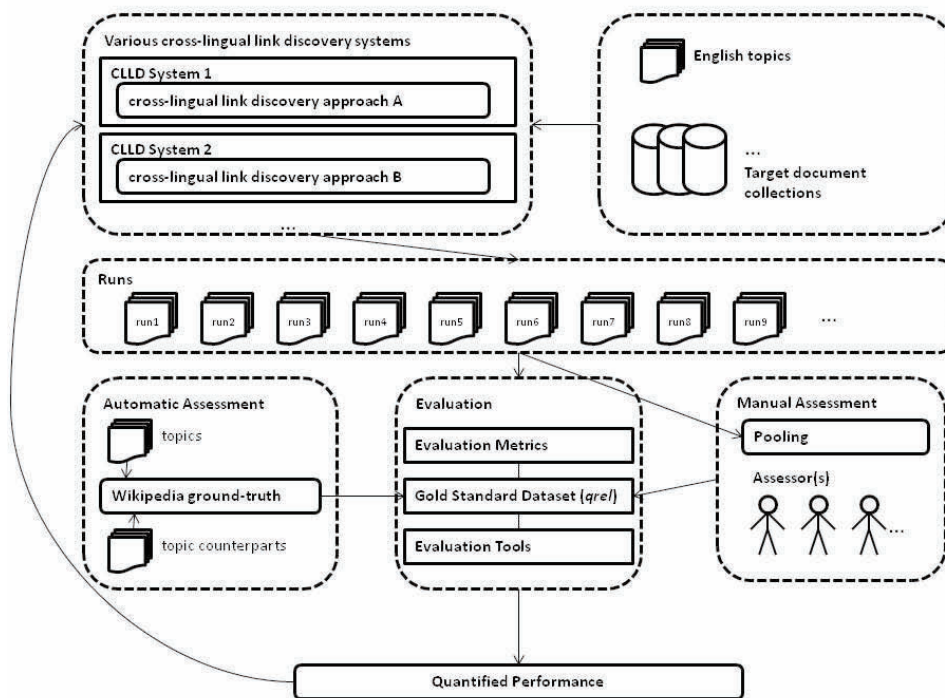 Various cross-lingual link discovery systems
CLLD System 1
cross-lingual link discovery approach A
CLLD System 2
cross-lingual link discovery approach B
...
English topics
...
Target document
collections
Runs
run1
run2
run3
run4
run5
run6
run7
run8
run9
...
Automatic Assessment
topics
Wikipedia ground-truth
topic counterparts
Evaluation
Evaluation Metrics
Gold Standard Dataset (qrel)
Evaluation Tools
Manual Assessment
Pooling
Assessor(s)
...
Quantified Performance